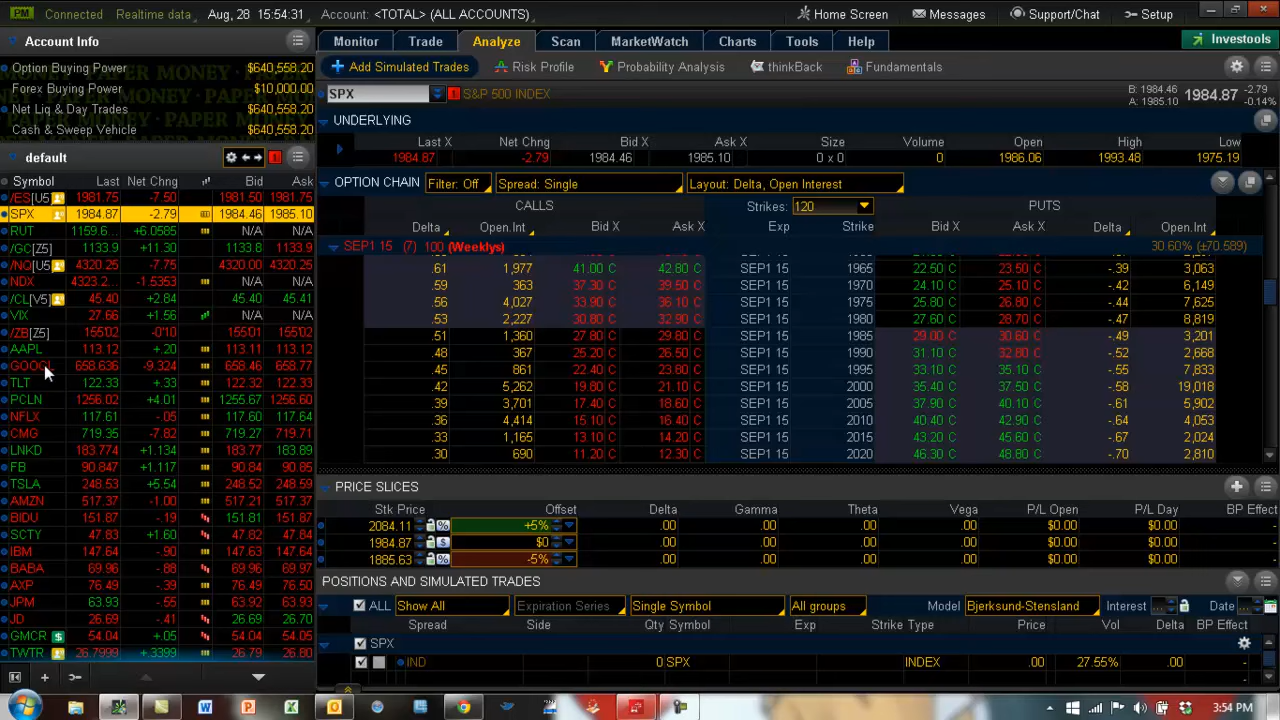 PM Connected Realtime data Aug, 28 15:54:31 Account: <TOTAL> (ALL ACCOUNTS) Home Screen Messages Support/Chat Setup
Account Info Monitor Trade Analyze Scan MarketWatch Charts Tools Help Investools
Option Buying Power $640,558.20 Add Simulated Trades Risk Profile Probability Analysis thinkBack Fundamentals
Forex Buying Power $10,000.00 SPX S&P 500 INDEX B: 1984.46 A: 1985.10 1984.87 -2.79 -0.14%
Net Liq & Day Trades $640,558.20
Cash & Sweep Vehicle $640,558.20
UNDERLYING
Last X Net Chng Bid X Ask X Size Volume Open High Low
1984.87 -2.79 1984.46 1985.10 0 x 0 0 1986.06 1993.48 1975.19
default
Symbol Last Net Chng Bid Ask
/ES[U5 1981.75 -7.50 1981.50 1981.75
SPX 1984.87 -2.79 1984.46 1985.10
RUT 1159.6... +6.0585 N/A N/A
/GC[Z5] 1133.9 +11.30 1133.8 1133.9
/NQ[U5 4320.25 -7.75 4320.00 4320.25
NDX 4323.2... -1.5353 N/A N/A
/CL[V5] 45.40 +2.84 45.40 45.41
VIX 27.66 +1.56 N/A N/A
/ZB[Z5] 155'02 -0'10 155'01 155'02
AAPL 113.12 +.20 113.11 113.12
GOOGL 658.636 -9.324 658.46 658.77
TLT 122.33 +.33 122.32 122.33
PCLN 1256.02 +4.01 1255.67 1256.60
NFLX 117.61 -.05 117.60 117.64
CMG 719.35 -7.82 719.27 719.71
LNKD 183.774 +1.134 183.77 183.89
FB 90.847 +1.117 90.84 90.85
TSLA 248.53 +5.54 248.52 248.59
AMZN 517.37 -1.00 517.21 517.37
BIDU 151.87 -.19 151.81 151.87
SCTY 47.83 +1.60 47.82 47.84
IBM 147.64 -.90 147.63 147.64
BABA 69.96 -.88 69.96 69.97
AXP 76.49 -.39 76.49 76.50
JPM 63.93 -.55 63.92 63.93
JD 26.69 -.41 26.69 26.70
GMCR 54.04 +.05 54.04 54.05
TWTR 26.7999 +.3399 26.79 26.80
OPTION CHAIN Filter: Off Spread: Single Layout: Delta, Open Interest
CALLS Strikes: 120 PUTS
Delta Open.Int Bid X Ask X Exp Strike Bid X Ask X Delta Open.Int
SEP1 15 (7) 100 (Weeklys) 30.60% (±70.589)
.61 1,977 41.00 C 42.80 C SEP1 15 1965 22.50 C 23.50 C -.39 3,063
.59 363 37.30 C 39.50 C SEP1 15 1970 24.10 C 25.10 C -.42 6,149
.56 4,027 33.90 C 36.10 C SEP1 15 1975 25.80 C 26.80 C -.44 7,625
.53 2,227 30.80 C 32.90 C SEP1 15 1980 27.60 C 28.70 C -.47 8,819
.51 1,360 27.80 C 29.80 C SEP1 15 1985 29.00 C 30.60 C -.49 3,201
.48 367 25.20 C 26.50 C SEP1 15 1990 31.10 C 32.80 C -.52 2,668
.45 861 22.40 C 23.80 C SEP1 15 1995 33.10 C 35.10 C -.55 7,833
.42 5,262 19.80 C 21.10 C SEP1 15 2000 35.40 C 37.50 C -.58 19,018
.39 3,701 17.40 C 18.60 C SEP1 15 2005 37.90 C 40.10 C -.61 5,902
.36 4,414 15.10 C 16.40 C SEP1 15 2010 40.40 C 42.90 C -.64 4,053
.33 1,165 13.10 C 14.20 C SEP1 15 2015 43.20 C 45.60 C -.67 2,024
.30 690 11.20 C 12.30 C SEP1 15 2020 46.30 C 48.80 C -.70 2,810
PRICE SLICES
Stk Price Offset Delta Gamma Theta Vega P/L Open P/L Day BP Effect
2084.11 % +5% .00 .00 .00 .00 $0.00 $0.00
1984.87 $ $0 .00 .00 .00 .00 $0.00 $0.00
1885.63 % -5% .00 .00 .00 .00 $0.00 $0.00
POSITIONS AND SIMULATED TRADES
ALL Show All Expiration Series Single Symbol All groups Model Bjerksund-Stensland Interest ... Date ...
Spread Side Qty Symbol Exp Strike Type Price Vol Delta BP Effect
SPX
IND 0 SPX INDEX .00 27.55% .00 -
3:54 PM